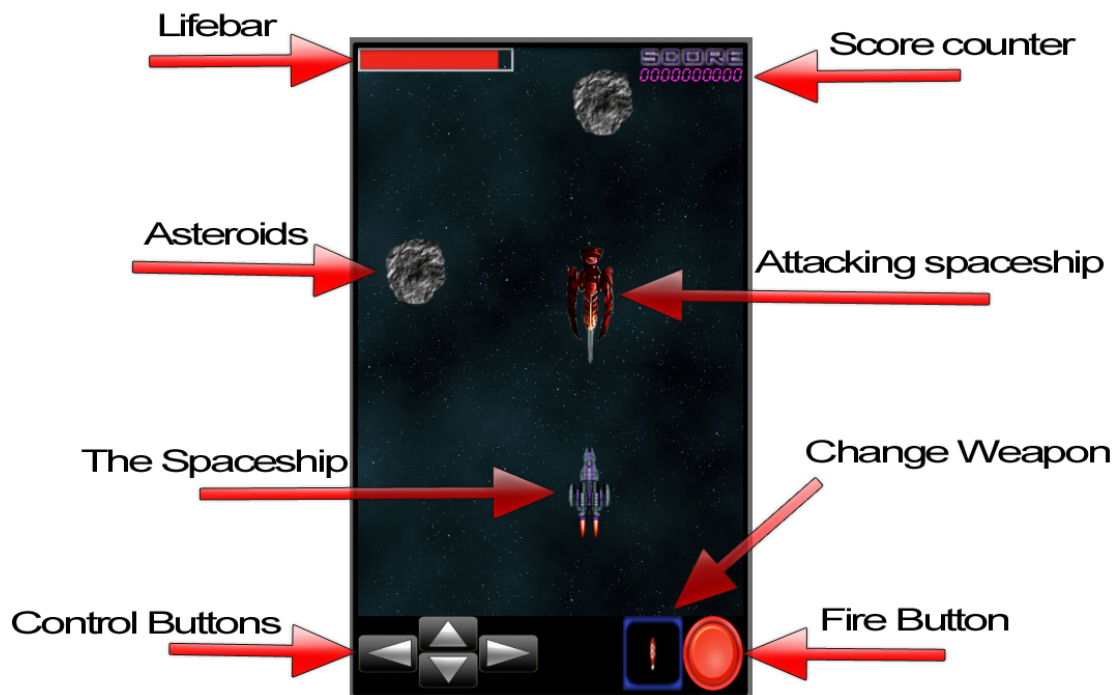 Lifebar
Score counter
SCORE
0000000000
Asteroids
Attacking spaceship
The Spaceship
Change Weapon
Control Buttons
Fire Button